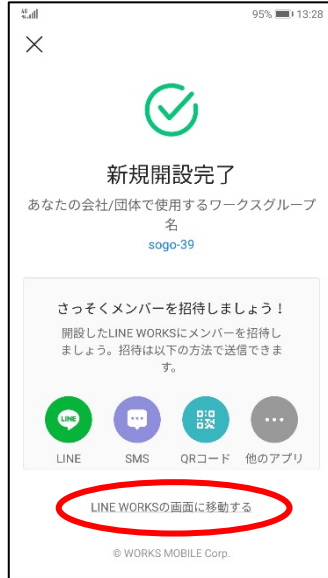 4G
95% 13:28
新規開設完了
あなたの会社/団体で使用するワークスグループ
名
sogo-39
さっそくメンバーを招待しましょう！
開設したLINE WORKSにメンバーを招待し
ましょう。招待は以下の方法で送信できま
す。
LINE
LINE SMS QRコード 他のアプリ
LINE WORKSの画面に移動する
© WORKS MOBILE Corp.